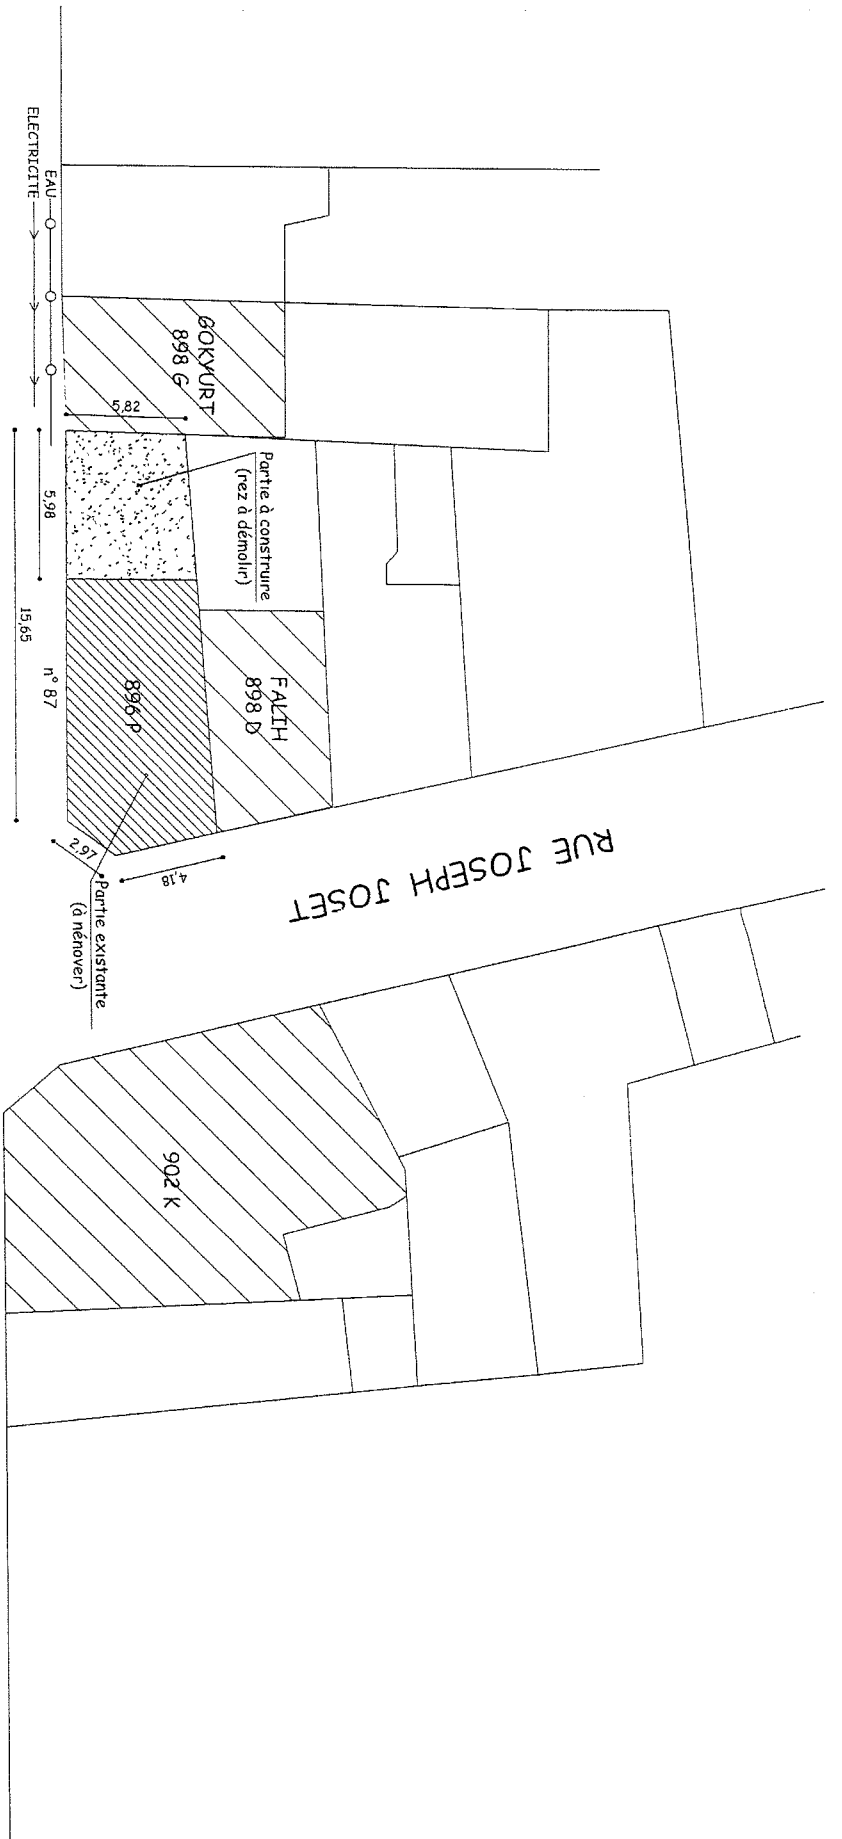 ELECTRICITE
EAU
GOKYURT
898 G
5,82
Partie à construire
(rez à démolir)
5,98
15,65
n° 87
896 P
FALIH
898 D
2,97
4,18
Partie existante
(à nénover)
RUE JOSEPH JOSET
902 K